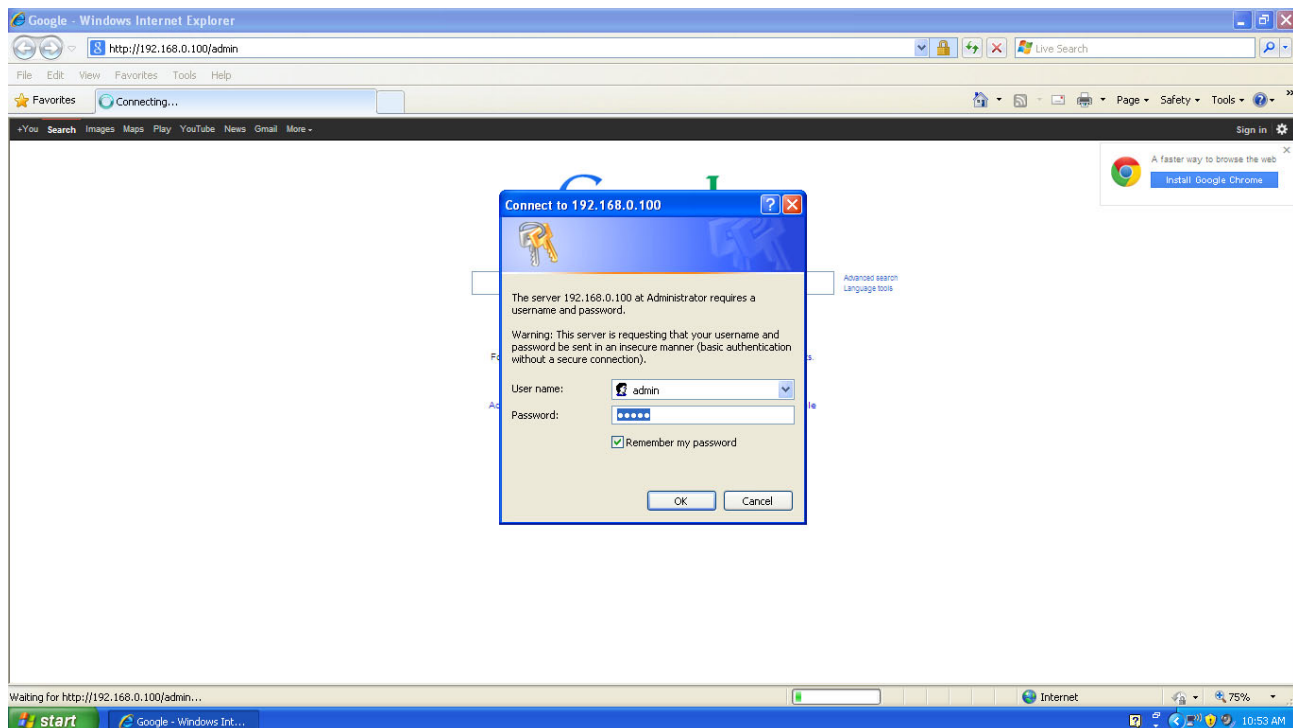 Google - Windows Internet Explorer
http://192.168.0.100/admin
Live Search
File Edit View Favorites Tools Help
Favorites
Connecting...
Page Safety Tools
+You Search Images Maps Play YouTube News Gmail More
Sign in
A faster way to browse the web
Install Google Chrome
Connect to 192.168.0.100
Advanced search
Language tools
The server 192.168.0.100 at Administrator requires a
username and password.
Warning: This server is requesting that your username and
password be sent in an insecure manner (basic authentication
without a secure connection).
User name:
admin
Password:
Remember my password
OK
Cancel
Waiting for http://192.168.0.100/admin...
Internet
75%
start
Google - Windows Int...
10:53 AM